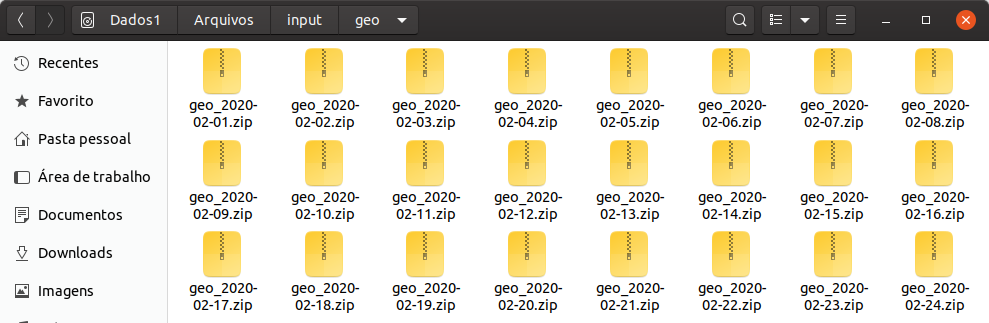 Dados1 Arquivos input geo
Recentes
Favorito
Pasta pessoal
Área de trabalho
Documentos
Downloads
Imagens
geo_2020- geo_2020- geo_2020- geo_2020- geo_2020- geo_2020- geo_2020- geo_2020-
02-01.zip 02-02.zip 02-03.zip 02-04.zip 02-05.zip 02-06.zip 02-07.zip 02-08.zip
geo_2020- geo_2020- geo_2020- geo_2020- geo_2020- geo_2020- geo_2020- geo_2020-
02-09.zip 02-10.zip 02-11.zip 02-12.zip 02-13.zip 02-14.zip 02-15.zip 02-16.zip
geo_2020- geo_2020- geo_2020- geo_2020- geo_2020- geo_2020- geo_2020- geo_2020-
02-17.zip 02-18.zip 02-19.zip 02-20.zip 02-21.zip 02-22.zip 02-23.zip 02-24.zip